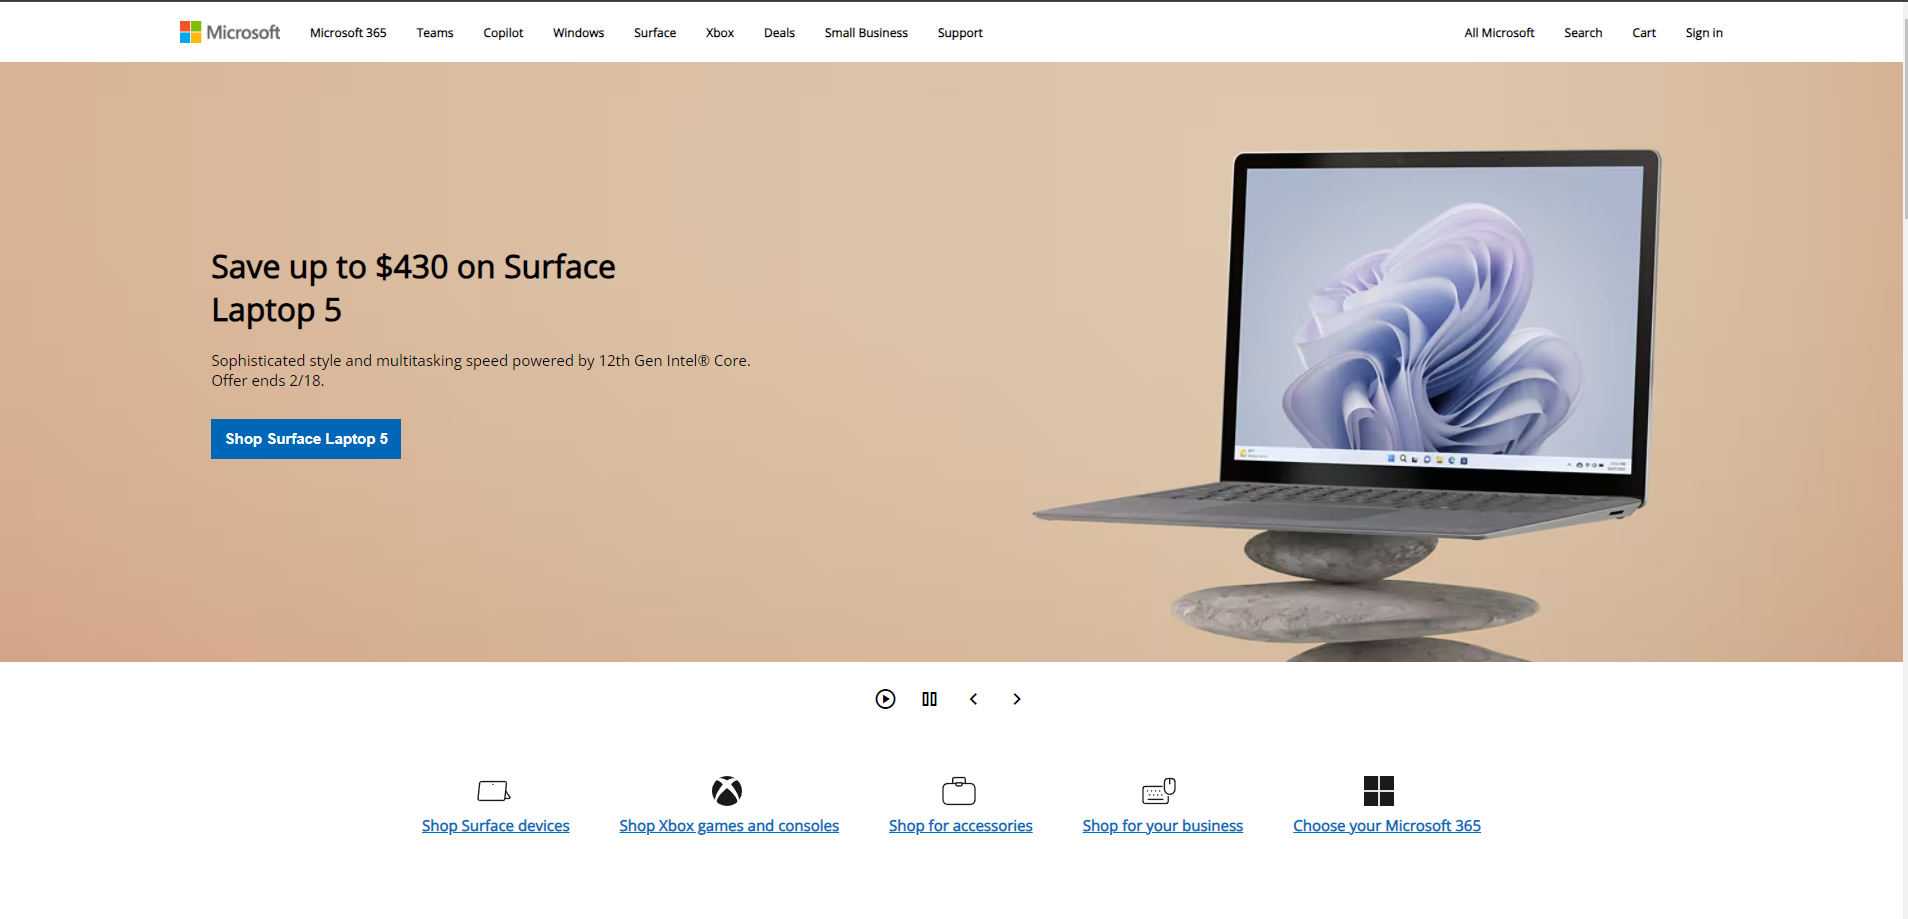 Microsoft
Microsoft 365
Teams
Copilot
Windows
Surface
Xbox
Deals
Small Business
Support
All Microsoft
Search
Cart
Sign in
Save up to $430 on Surface
Laptop 5
Sophisticated style and multitasking speed powered by 12th Gen Intel® Core.
Offer ends 2/18.
Shop Surface Laptop 5
Shop Surface devices
Shop Xbox games and consoles
Shop for accessories
Shop for your business
Choose your Microsoft 365